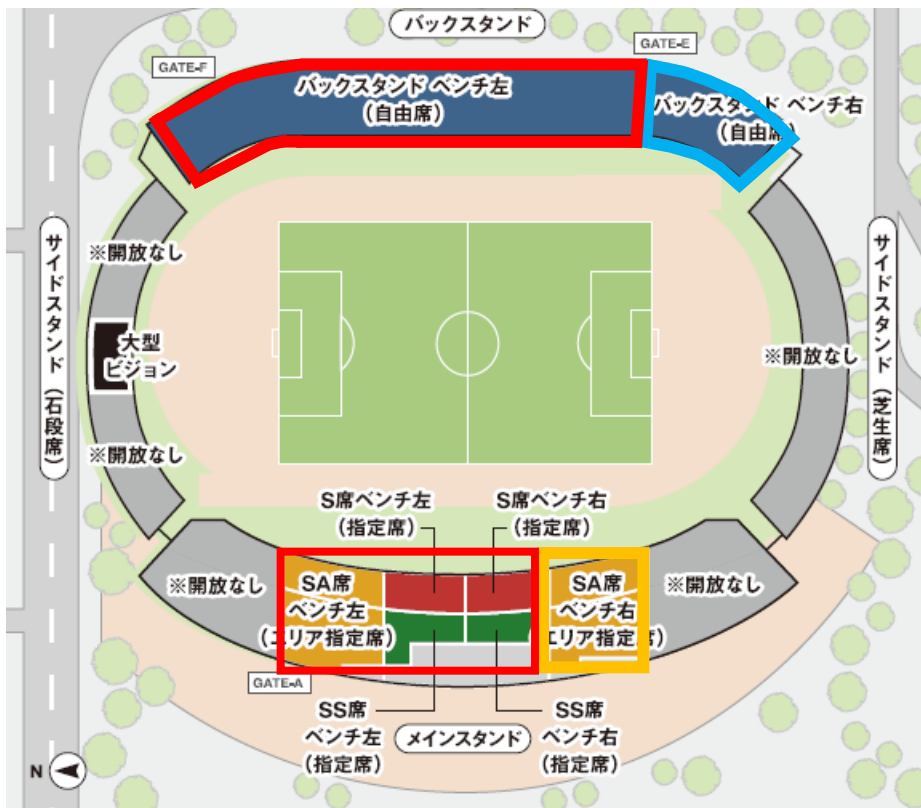 バックスタンド
GATE-E
GATE-F
バックスタンド ベンチ左
(自由席)
バックスタンド ベンチ右
(自由席)
サイドスタンド(石段席)
サイドスタンド(芝生席)
※開放なし
大型
ビジョン
※開放なし
※開放なし
S席ベンチ左
(指定席)
S席ベンチ右
(指定席)
※開放なし
SA席
ベンチ左
(エリア指定席)
SA席
ベンチ右
エリア指定席)
※開放なし
GATE-A
SS席
ベンチ左
(指定席)
メインスタンド
SS席
ベンチ右
(指定席)
N